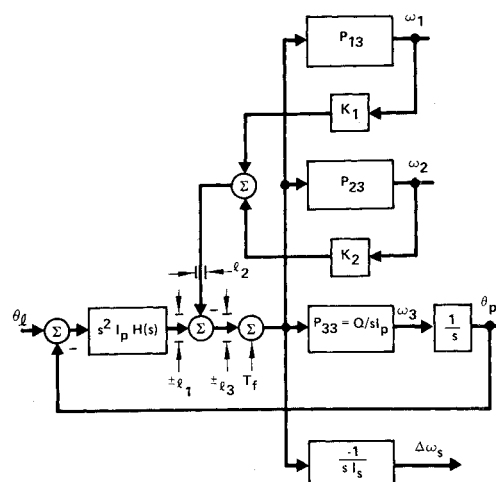 ω1
P13
K1
ω2
P23
Σ
K2
ℓ2
θℓ
Σ
−
s² Ip H(s)
±ℓ1
Σ
−
±ℓ3
Σ
Tf
P33 = Q/sIp
ω3
1/s
θp
-1/s Is
Δωs